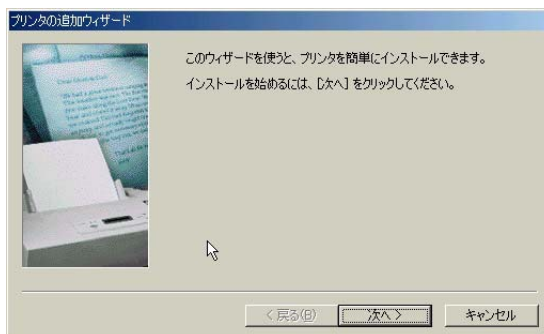 プリンタの追加ウィザード
このウィザードを使うと、プリンタを簡単にインストールできます。
インストールを始めるには、[次へ] をクリックしてください。
< 戻る(B)
次へ >
キャンセル